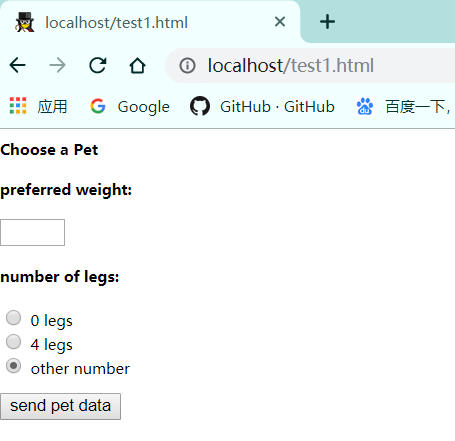 localhost/test1.html
localhost/test1.html
应用 Google GitHub · GitHub 百度一下，
Choose a Pet
preferred weight:
number of legs:
0 legs
4 legs
other number
send pet data